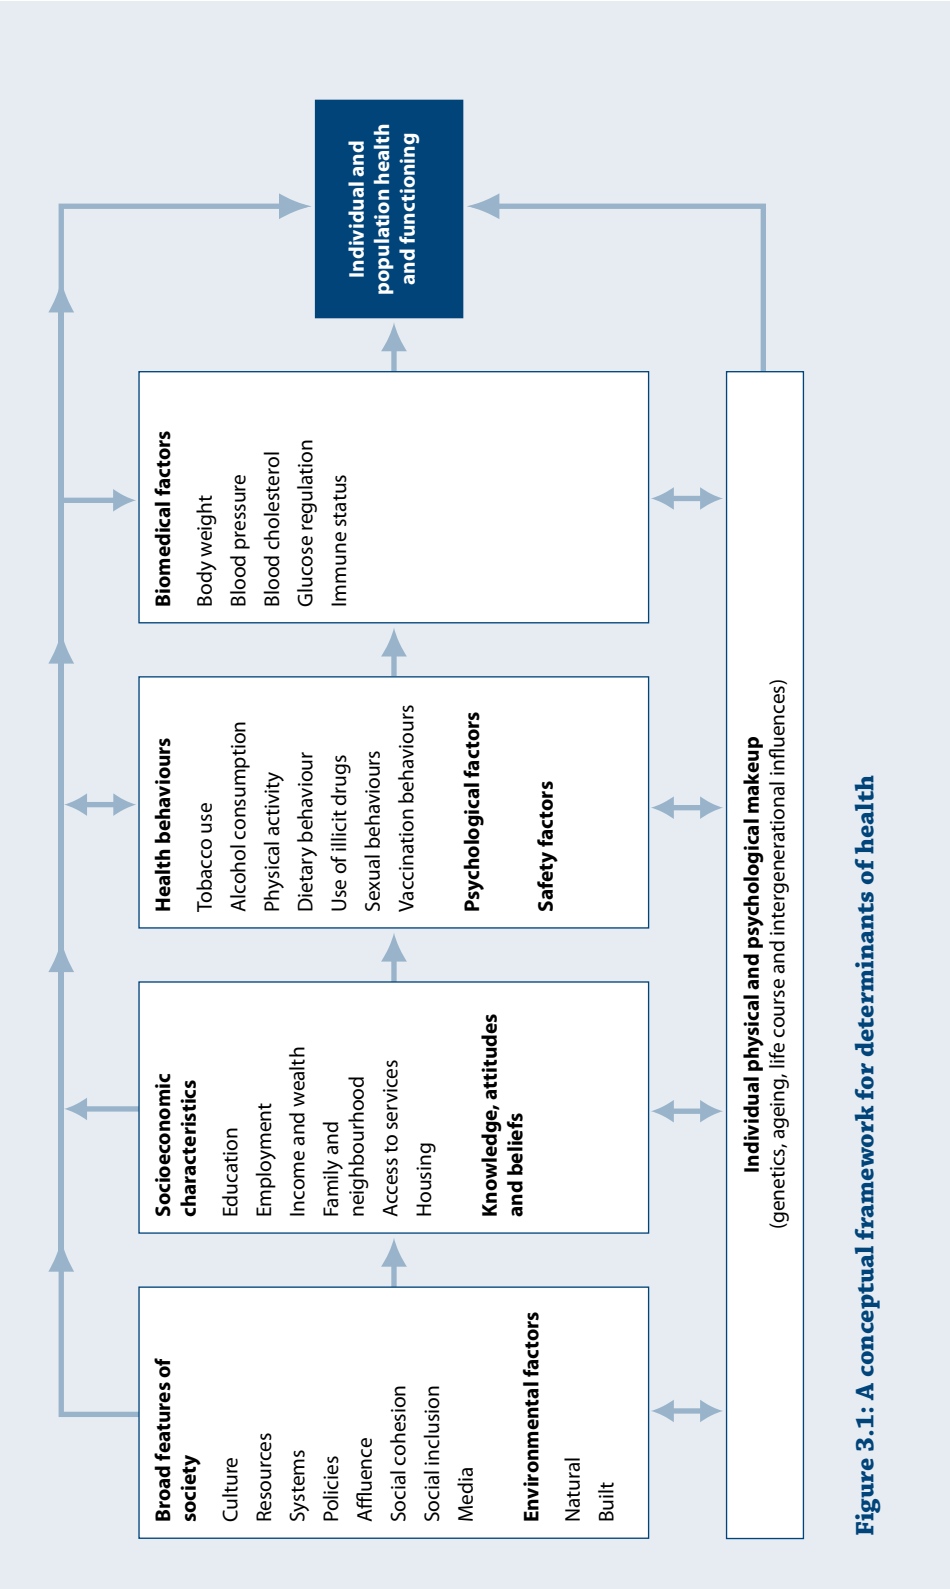 Broad features of
society
Culture
Resources
Systems
Policies
Affluence
Social cohesion
Social inclusion
Media
Environmental factors
Natural
Built
Socioeconomic
characteristics
Education
Employment
Income and wealth
Family and
neighbourhood
Access to services
Housing
Knowledge, attitudes
and beliefs
Health behaviours
Tobacco use
Alcohol consumption
Physical activity
Dietary behaviour
Use of illicit drugs
Sexual behaviours
Vaccination behaviours
Psychological factors
Safety factors
Biomedical factors
Body weight
Blood pressure
Blood cholesterol
Glucose regulation
Immune status
Individual and
population health
and functioning
Individual physical and psychological makeup
(genetics, ageing, life course and intergenerational influences)
Figure 3.1: A conceptual framework for determinants of health